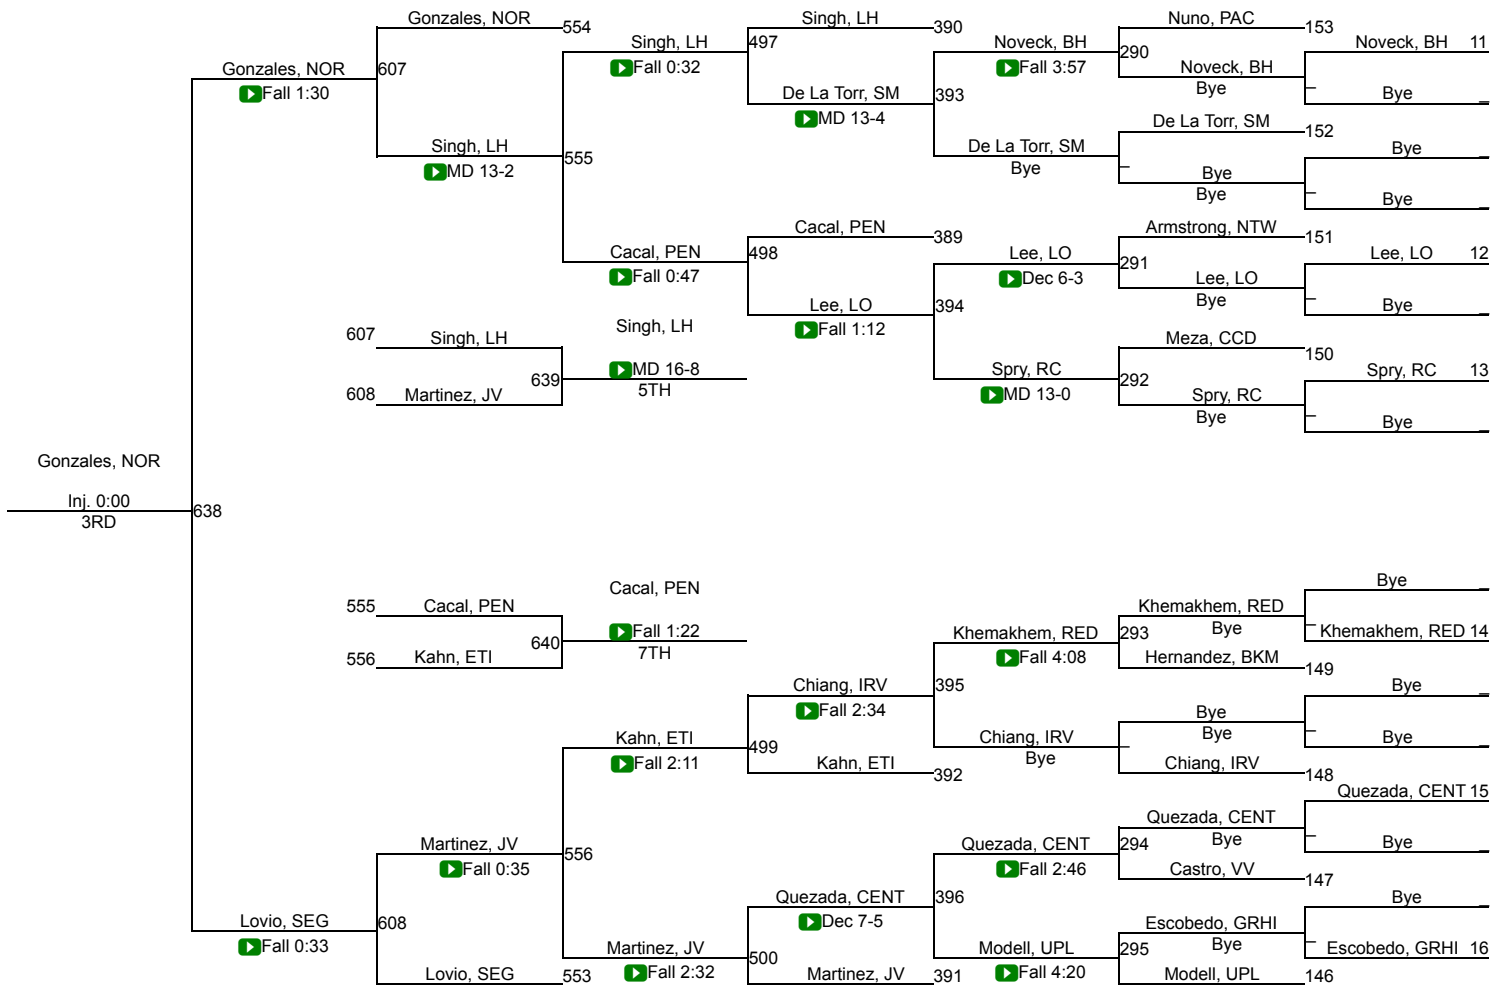 Gonzales, NOR
554
Singh, LH
390
Nuno, PAC
153
Singh, LH
497
Noveck, BH
290
Noveck, BH 11
Gonzales, NOR
607
Fall 0:32
Fall 3:57
Noveck, BH
Bye
Fall 1:30
De La Torr, SM
393
Bye
_
MD 13-4
De La Torr, SM
152
Singh, LH
555
De La Torr, SM
Bye
_
MD 13-2
Bye
Bye
Bye
Bye
_
Cacal, PEN
389
Armstrong, NTW
151
Cacal, PEN
498
Lee, LO
291
Lee, LO 12
Fall 0:47
Dec 6-3
Lee, LO
Bye
Lee, LO
394
Bye
_
607
Singh, LH
Singh, LH
Fall 1:12
Meza, CCD
150
639
MD 16-8
5TH
Spry, RC
292
Spry, RC 13
608
Martinez, JV
MD 13-0
Spry, RC
Bye
Bye
_
Gonzales, NOR
Inj. 0:00
3RD
638
Bye
_
555
Cacal, PEN
Cacal, PEN
Khemakhem, RED
Bye
640
Fall 1:22
7TH
Khemakhem, RED
293
Khemakhem, RED 14
556
Kahn, ETI
Fall 4:08
Hernandez, BKM
149
Chiang, IRV
395
Bye
_
Fall 2:34
Bye
Bye
Kahn, ETI
499
Chiang, IRV
Bye
Bye
_
Fall 2:11
Kahn, ETI
392
Chiang, IRV
148
Quezada, CENT 15
Martinez, JV
556
Quezada, CENT
294
Quezada, CENT
Bye
Bye
_
Fall 0:35
Fall 2:46
Castro, VV
147
Quezada, CENT
396
Bye
_
Lovio, SEG
608
Dec 7-5
Escobedo, GRHI
Bye
Fall 0:33
Martinez, JV
500
Modell, UPL
295
Escobedo, GRHI 16
Lovio, SEG
553
Fall 2:32
Martinez, JV
391
Fall 4:20
Modell, UPL
146